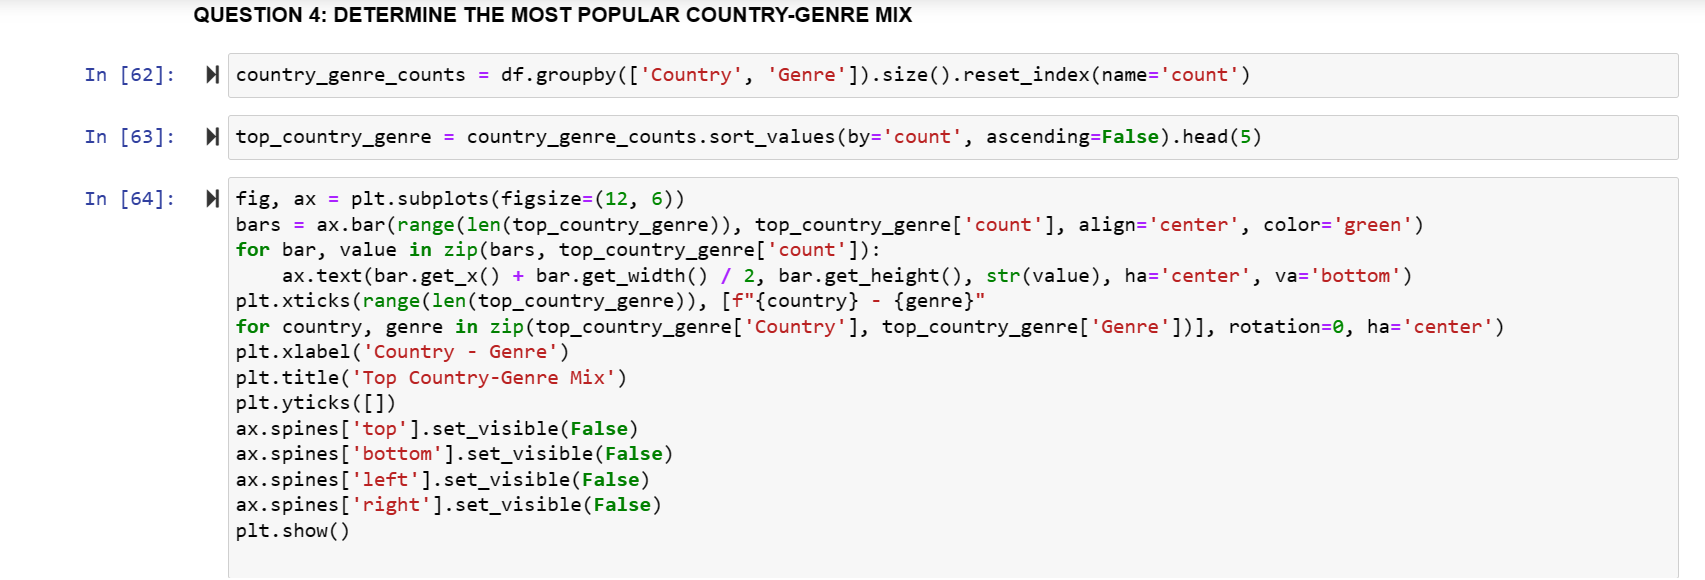 QUESTION 4: DETERMINE THE MOST POPULAR COUNTRY-GENRE MIX
In [62]: country_genre_counts = df.groupby(['Country', 'Genre']).size().reset_index(name='count')
In [63]: top_country_genre = country_genre_counts.sort_values(by='count', ascending=False).head(5)
In [64]: fig, ax = plt.subplots(figsize=(12, 6))
bars = ax.bar(range(len(top_country_genre)), top_country_genre['count'], align='center', color='green')
for bar, value in zip(bars, top_country_genre['count']):
    ax.text(bar.get_x() + bar.get_width() / 2, bar.get_height(), str(value), ha='center', va='bottom')
plt.xticks(range(len(top_country_genre)), [f"{country} - {genre}"
for country, genre in zip(top_country_genre['Country'], top_country_genre['Genre'])], rotation=0, ha='center')
plt.xlabel('Country - Genre')
plt.title('Top Country-Genre Mix')
plt.yticks([])
ax.spines['top'].set_visible(False)
ax.spines['bottom'].set_visible(False)
ax.spines['left'].set_visible(False)
ax.spines['right'].set_visible(False)
plt.show()